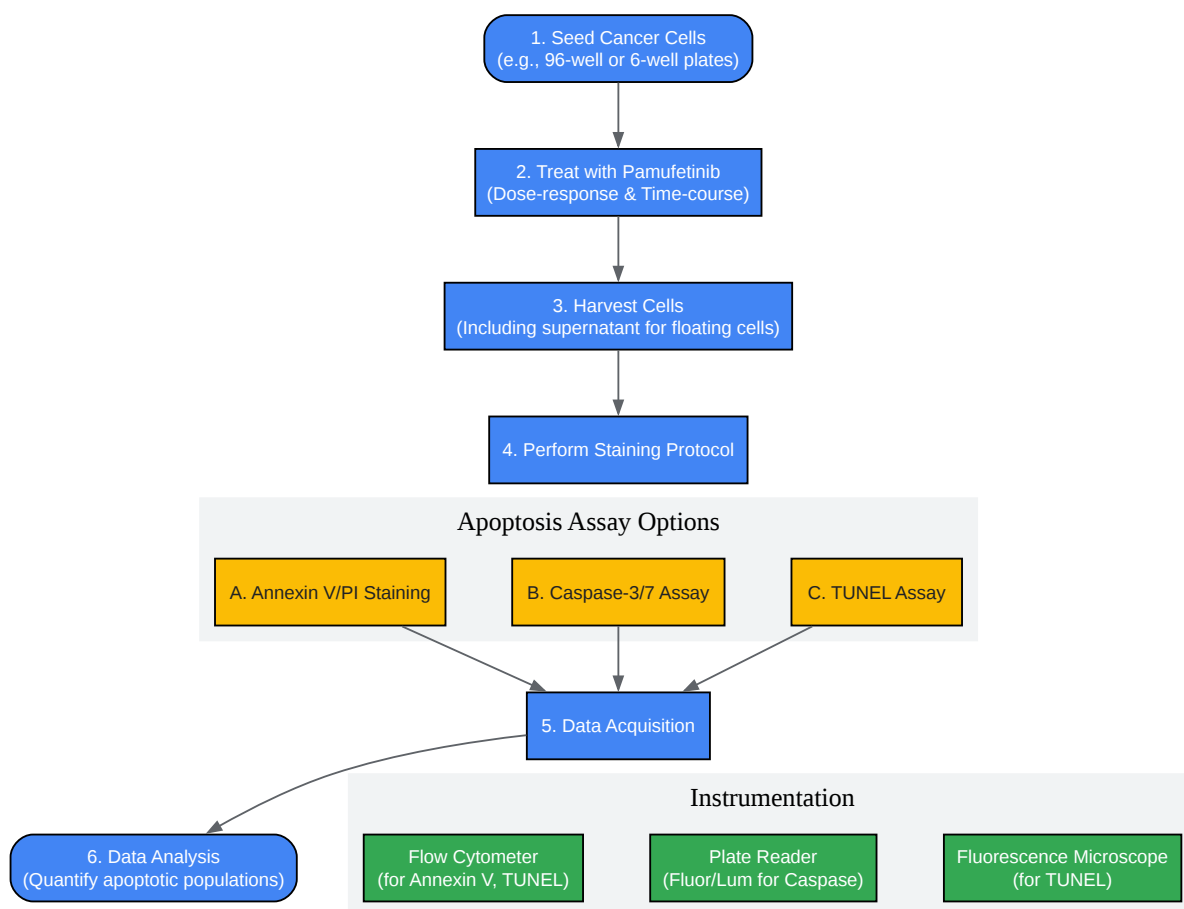 1. Seed Cancer Cells
(e.g., 96-well or 6-well plates)
2. Treat with Pamufetinib
(Dose-response & Time-course)
3. Harvest Cells
(Including supernatant for floating cells)
4. Perform Staining Protocol
Apoptosis Assay Options
A. Annexin V/PI Staining
B. Caspase-3/7 Assay
C. TUNEL Assay
5. Data Acquisition
Instrumentation
6. Data Analysis
(Quantify apoptotic populations)
Flow Cytometer
(for Annexin V, TUNEL)
Plate Reader
(Fluor/Lum for Caspase)
Fluorescence Microscope
(for TUNEL)